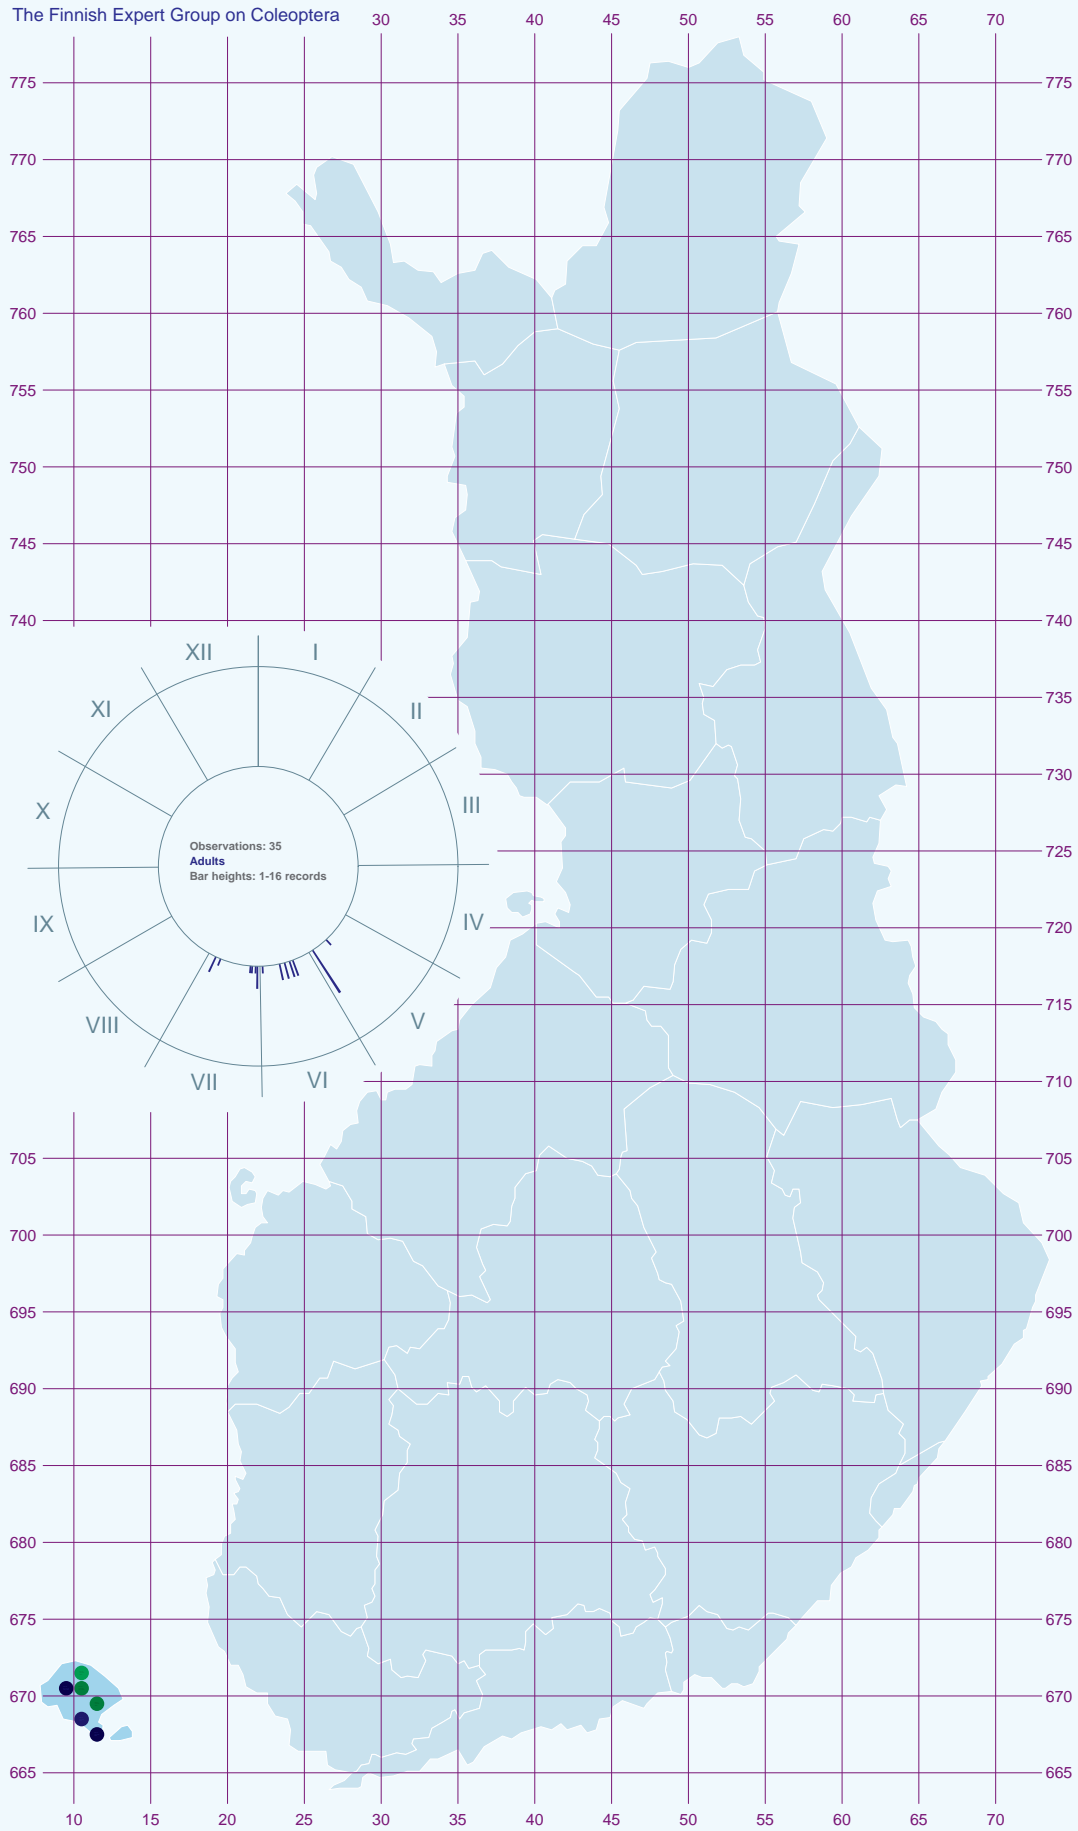 The Finnish Expert Group on Coleoptera
30 35 40 45 50 55 60 65 70
775 775
770 770
765 765
760 760
755 755
750 750
745 745
740 740
XII I
XI II
735
730
X III
Observations: 35
Adults
Bar heights: 1-16 records
725
IX IV
720
715
VIII V
VII VI
710
705 705
700 700
695 695
690 690
685 685
680 680
675 675
670 670
665 665
10 15 20 25 30 35 40 45 50 55 60 65 70